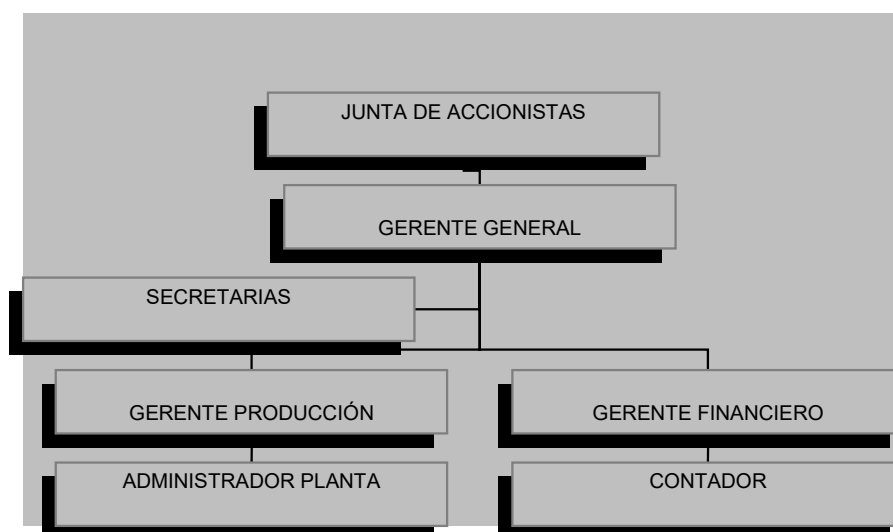 JUNTA DE ACCIONISTAS
GERENTE GENERAL
SECRETARIAS
GERENTE PRODUCCIÓN
GERENTE FINANCIERO
ADMINISTRADOR PLANTA
CONTADOR